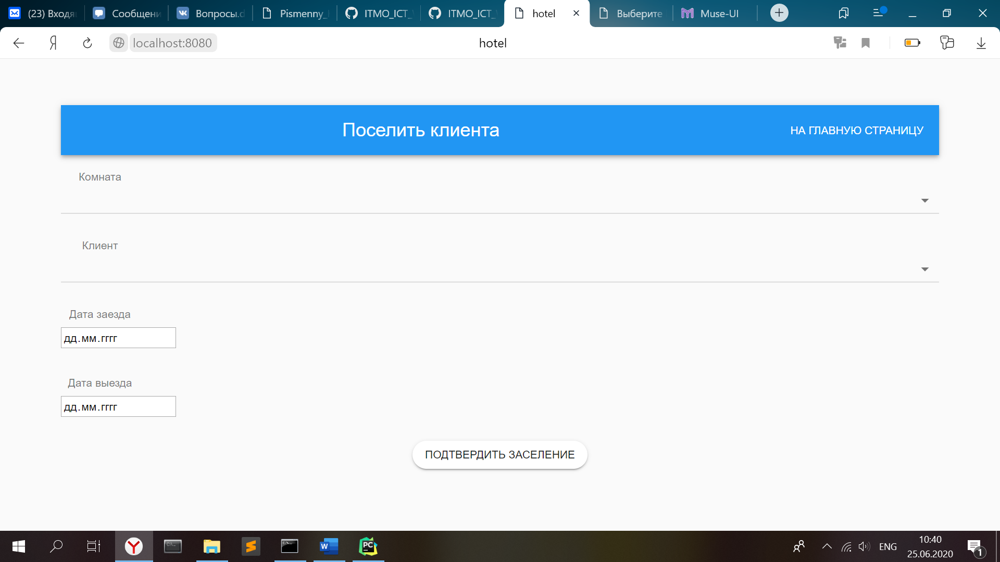 (23) Входя
Сообщени
Вопросы.d
Pismenny_
ITMO_ICT_
ITMO_ICT_
hotel
Выберите
Muse-UI
localhost:8080
hotel
Поселить клиента
НА ГЛАВНУЮ СТРАНИЦУ
Комната
Клиент
Дата заезда
дд.мм.гггг
Дата выезда
дд.мм.гггг
ПОДТВЕРДИТЬ ЗАСЕЛЕНИЕ
ENG
10:40
25.06.2020
1